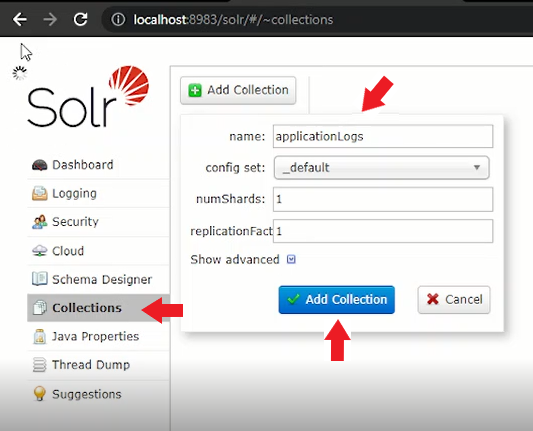 localhost:8983/solr/#/~collections
Solr
Dashboard
Logging
Security
Cloud
Schema Designer
Collections
Java Properties
Thread Dump
Suggestions
Add Collection
name: applicationLogs
config set: _default
numShards: 1
replicationFact 1
Show advanced
Add Collection
Cancel